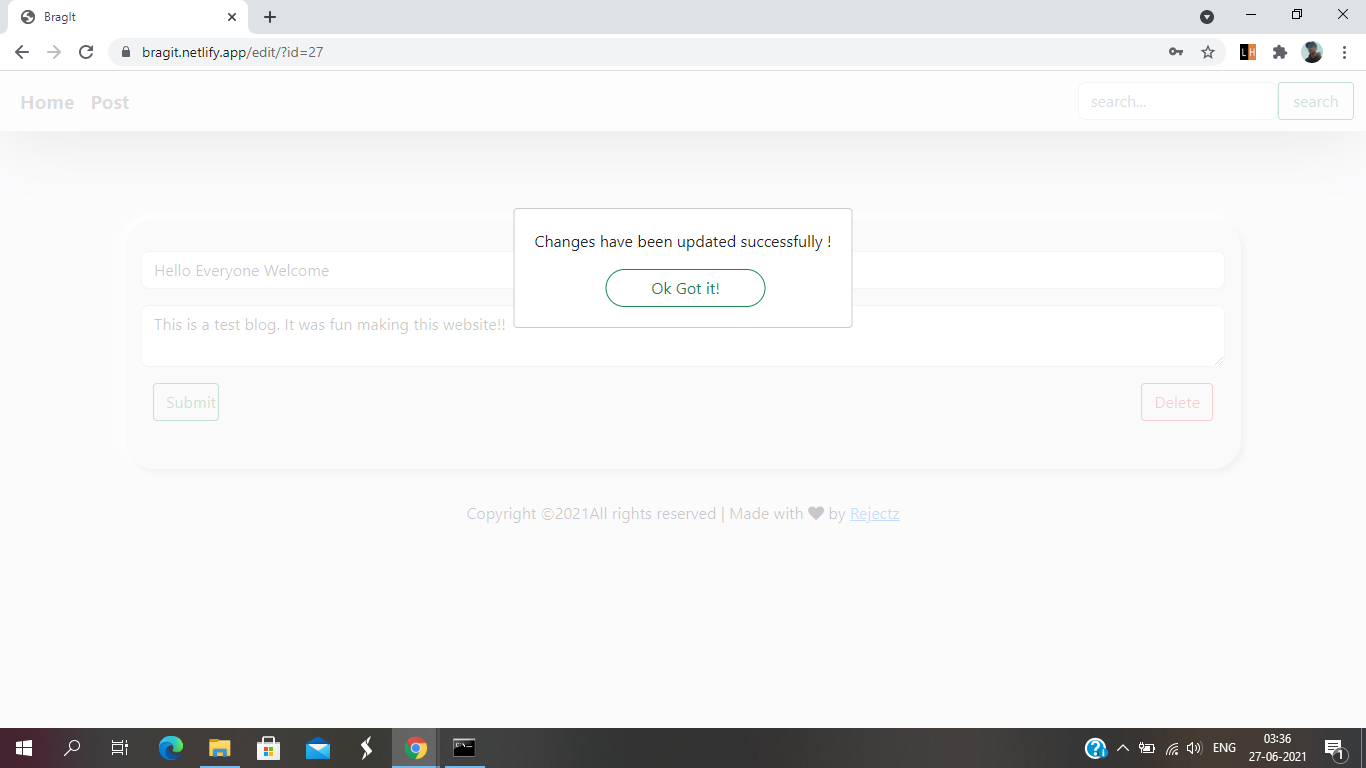 BragIt
bragit.netlify.app/edit/?id=27
L H
Home Post search... search
Changes have been updated successfully !
Ok Got it!
Hello Everyone Welcome
This is a test blog. It was fun making this website!!
Submit Delete
Copyright ©2021All rights reserved | Made with ❤ by Rejectz
ENG 03:36
27-06-2021
1